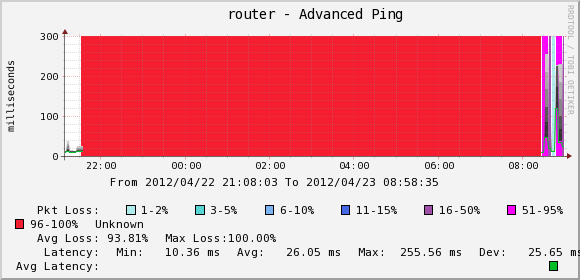 router - Advanced Ping
RRDTOOL / TOBI OETIKER
milliseconds
300
200
100
0
22:00 00:00 02:00 04:00 06:00 08:00
From 2012/04/22 21:08:03 To 2012/04/23 08:58:35
Pkt Loss: 1-2% 3-5% 6-10% 11-15% 16-50% 51-95%
96-100% Unknown
Avg Loss: 93.81% Max Loss:100.00%
Latency: Min: 10.36 ms Avg: 26.05 ms Max: 255.56 ms Dev: 25.65 ms
Avg Latency: